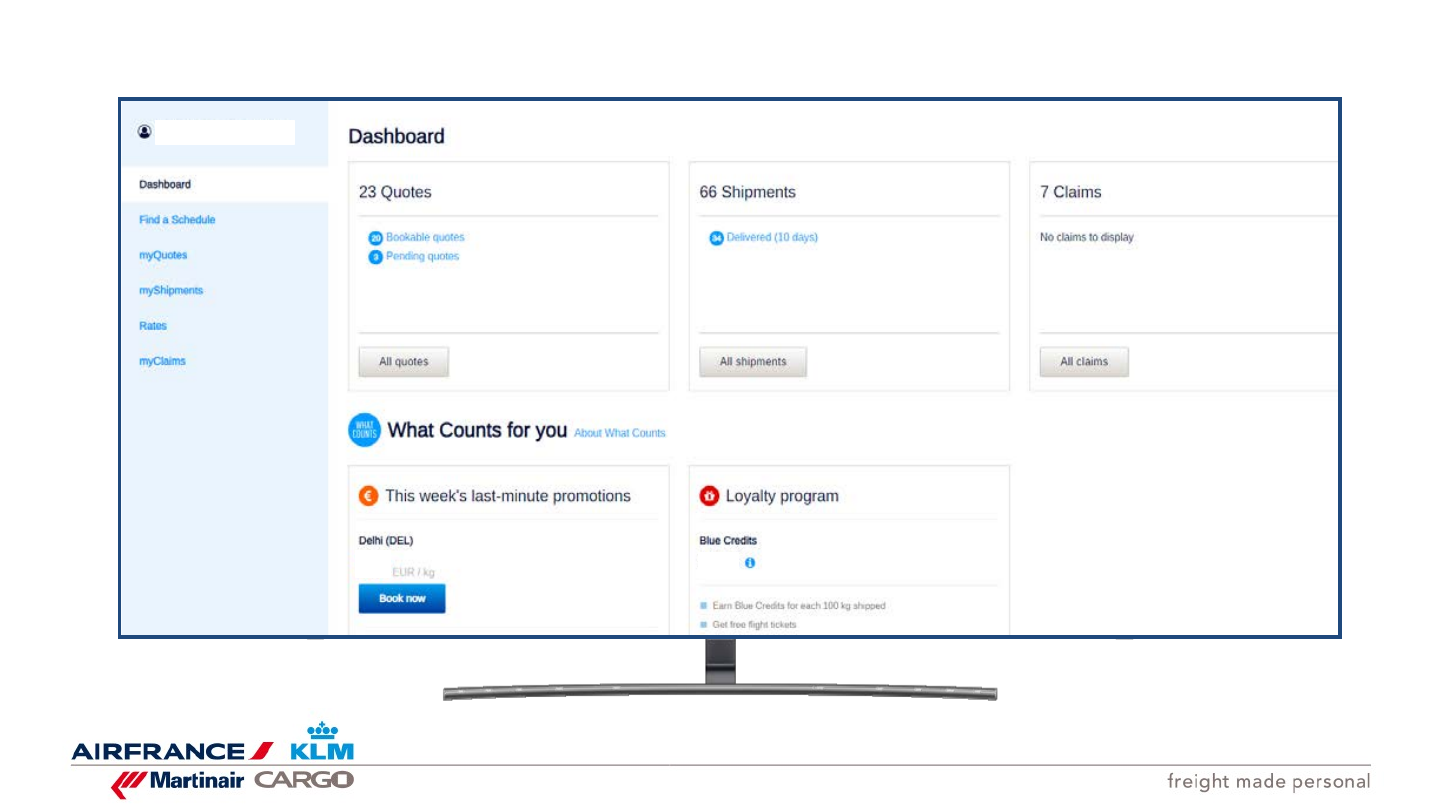 Dashboard
Find a Schedule
myQuotes
myShipments
Rates
myClaims
Dashboard
23 Quotes
20 Bookable quotes
3 Pending quotes
All quotes
66 Shipments
Delivered (10 days)
All shipments
7 Claims
No claims to display
All claims
WHAT
COUNTS
What Counts for you About What Counts
€ This week's last-minute promotions
Delhi (DEL)
EUR / kg
Book now
Loyalty program
Blue Credits
Earn Blue Credits for each 100 kg shipped
Get free flight tickets
AIRFRANCE KLM
Martinair CARGO
freight made personal